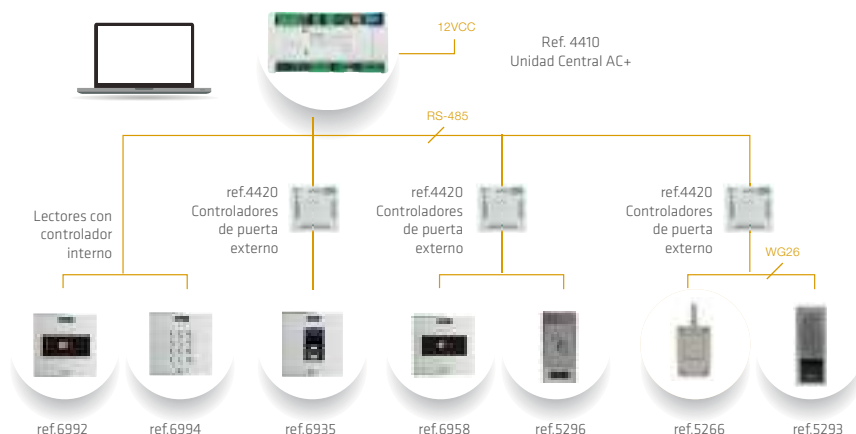 12VCC
Ref. 4410
Unidad Central AC+
RS-485
Lectores con
controlador
interno
ref.4420
Controladores
de puerta
externo
ref.4420
Controladores
de puerta
externo
ref.4420
Controladores
de puerta
externo
WG26
ref.6992
ref.6994
ref.6935
ref.6958
ref.5296
ref.5266
ref.5293